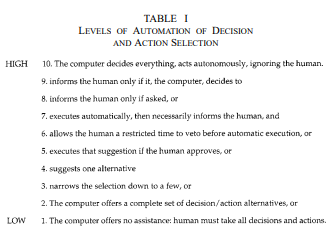 TABLE I
LEVELS OF AUTOMATION OF DECISION
AND ACTION SELECTION
HIGH 10. The computer decides everything, acts autonomously, ignoring the human.
9. informs the human only if it, the computer, decides to
8. informs the human only if asked, or
7. executes automatically, then necessarily informs the human, and
6. allows the human a restricted time to veto before automatic execution, or
5. executes that suggestion if the human approves, or
4. suggests one alternative
3. narrows the selection down to a few, or
2. The computer offers a complete set of decision/action alternatives, or
LOW 1. The computer offers no assistance: human must take all decisions and actions.